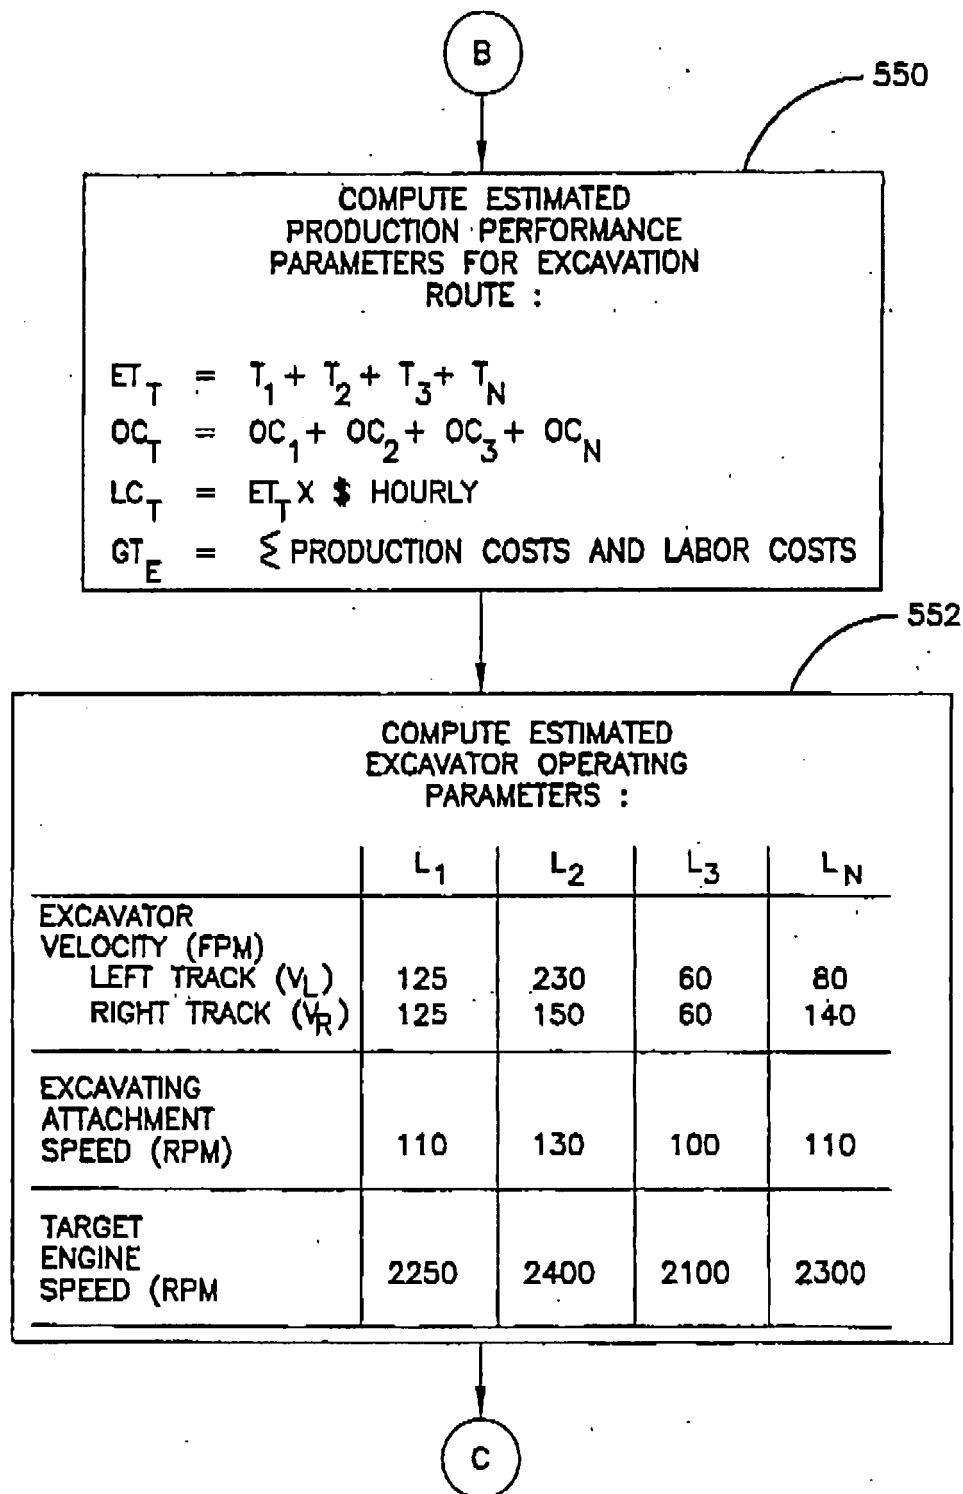 B
550
COMPUTE ESTIMATED
PRODUCTION PERFORMANCE
PARAMETERS FOR EXCAVATION
ROUTE :
ET_T = T_1 + T_2 + T_3 + T_N
OC_T = OC_1 + OC_2 + OC_3 + OC_N
LC_T = ET_T X $ HOURLY
GT_E = Σ PRODUCTION COSTS AND LABOR COSTS
552
COMPUTE ESTIMATED
EXCAVATOR OPERATING
PARAMETERS :
L_1 L_2 L_3 L_N
EXCAVATOR
VELOCITY (FPM)
LEFT TRACK (V_L) 125 230 60 80
RIGHT TRACK (V_R) 125 150 60 140
EXCAVATING
ATTACHMENT
SPEED (RPM) 110 130 100 110
TARGET
ENGINE
SPEED (RPM 2250 2400 2100 2300
C